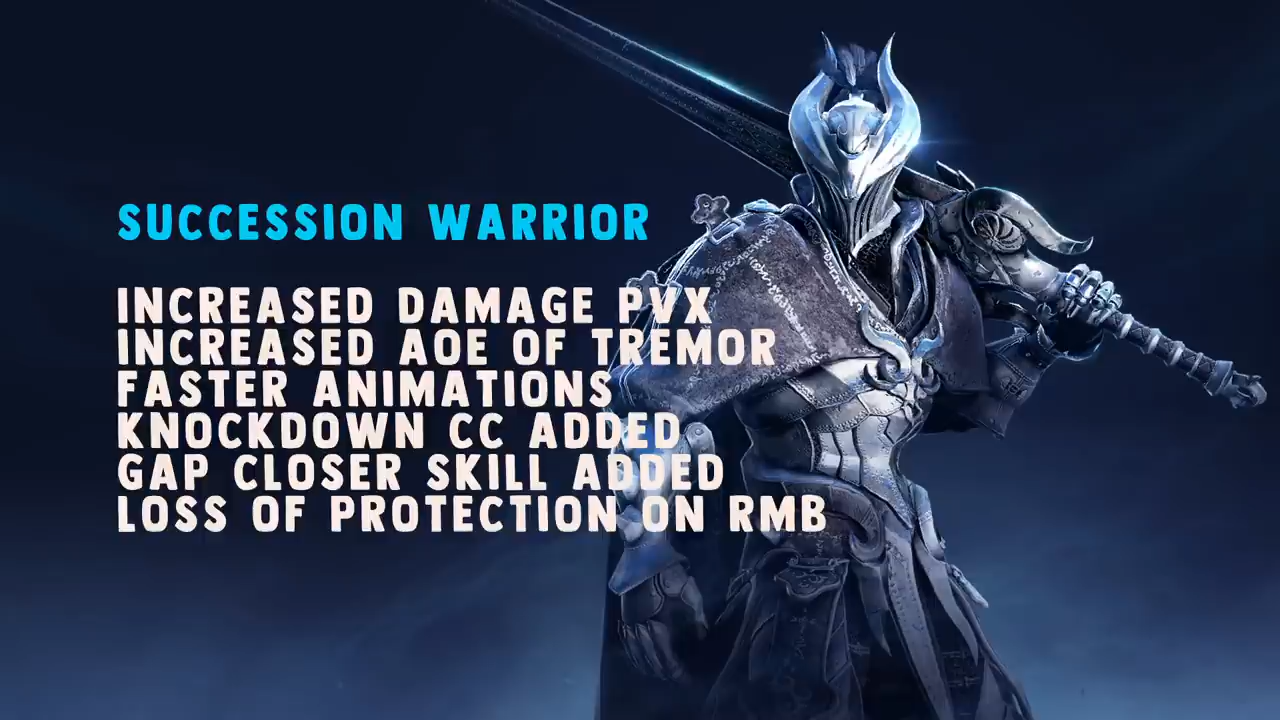 SUCCESSION WARRIOR
INCREASED DAMAGE PVX
INCREASED AOE OF TREMOR
FASTER ANIMATIONS
KNOCKDOWN CC ADDED
GAP CLOSER SKILL ADDED
LOSS OF PROTECTION ON RMB